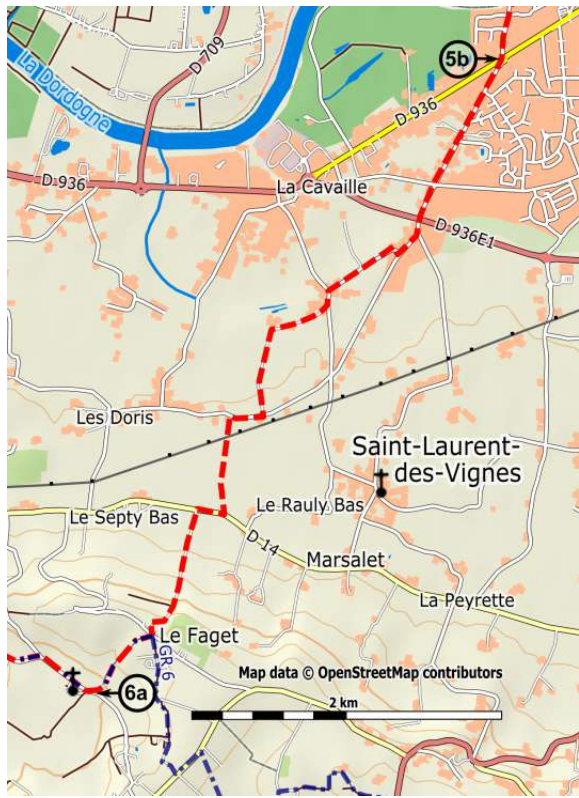 5b
D 709
La Dordogne
D 936
D 936
La Cavaille
D 936E1
Les Doris
Saint-Laurent-
des-Vignes
Le Rauly Bas
Le Septy Bas
D 14
Marsalet
La Peyrette
Le Faget
GR 6
Map data © OpenStreetMap contributors
6a
2 km